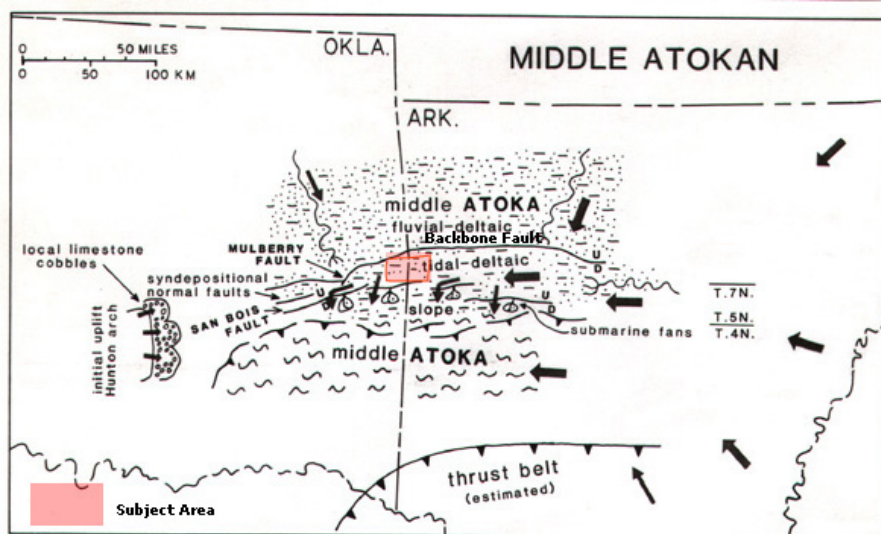 0 50 MILES
0 50 100 KM
OKLA.
MIDDLE ATOKAN
ARK.
middle ATOKA
fluvial-deltaic
Backbone Fault
MULBERRY
FAULT
U
D
tidal-deltaic
local limestone
cobbles
syndepositional
normal faults
U
D
SAN BOIS
FAULT
slope
U
D
submarine fans
T.7N.
T.5N.
T.4N.
initial uplift
Hunton arch
middle ATOKA
thrust belt
(estimated)
Subject Area